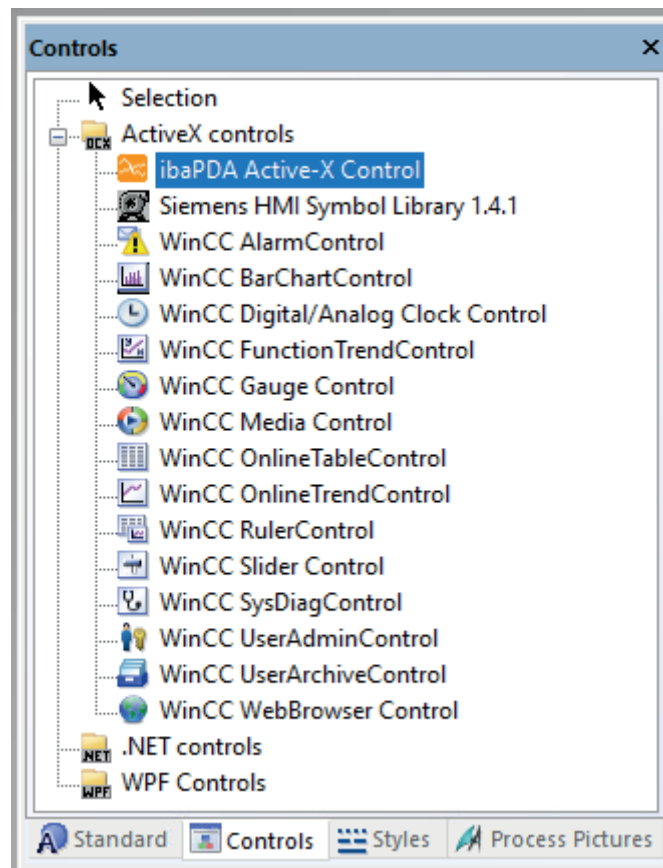 Controls
Selection
OCX
ActiveX controls
ibaPDA Active-X Control
Siemens HMI Symbol Library 1.4.1
WinCC AlarmControl
WinCC BarChartControl
WinCC Digital/Analog Clock Control
WinCC FunctionTrendControl
WinCC Gauge Control
WinCC Media Control
WinCC OnlineTableControl
WinCC OnlineTrendControl
WinCC RulerControl
WinCC Slider Control
WinCC SysDiagControl
WinCC UserAdminControl
WinCC UserArchiveControl
WinCC WebBrowser Control
.NET
.NET controls
WPF
WPF Controls
A Standard Controls Styles Process Pictures